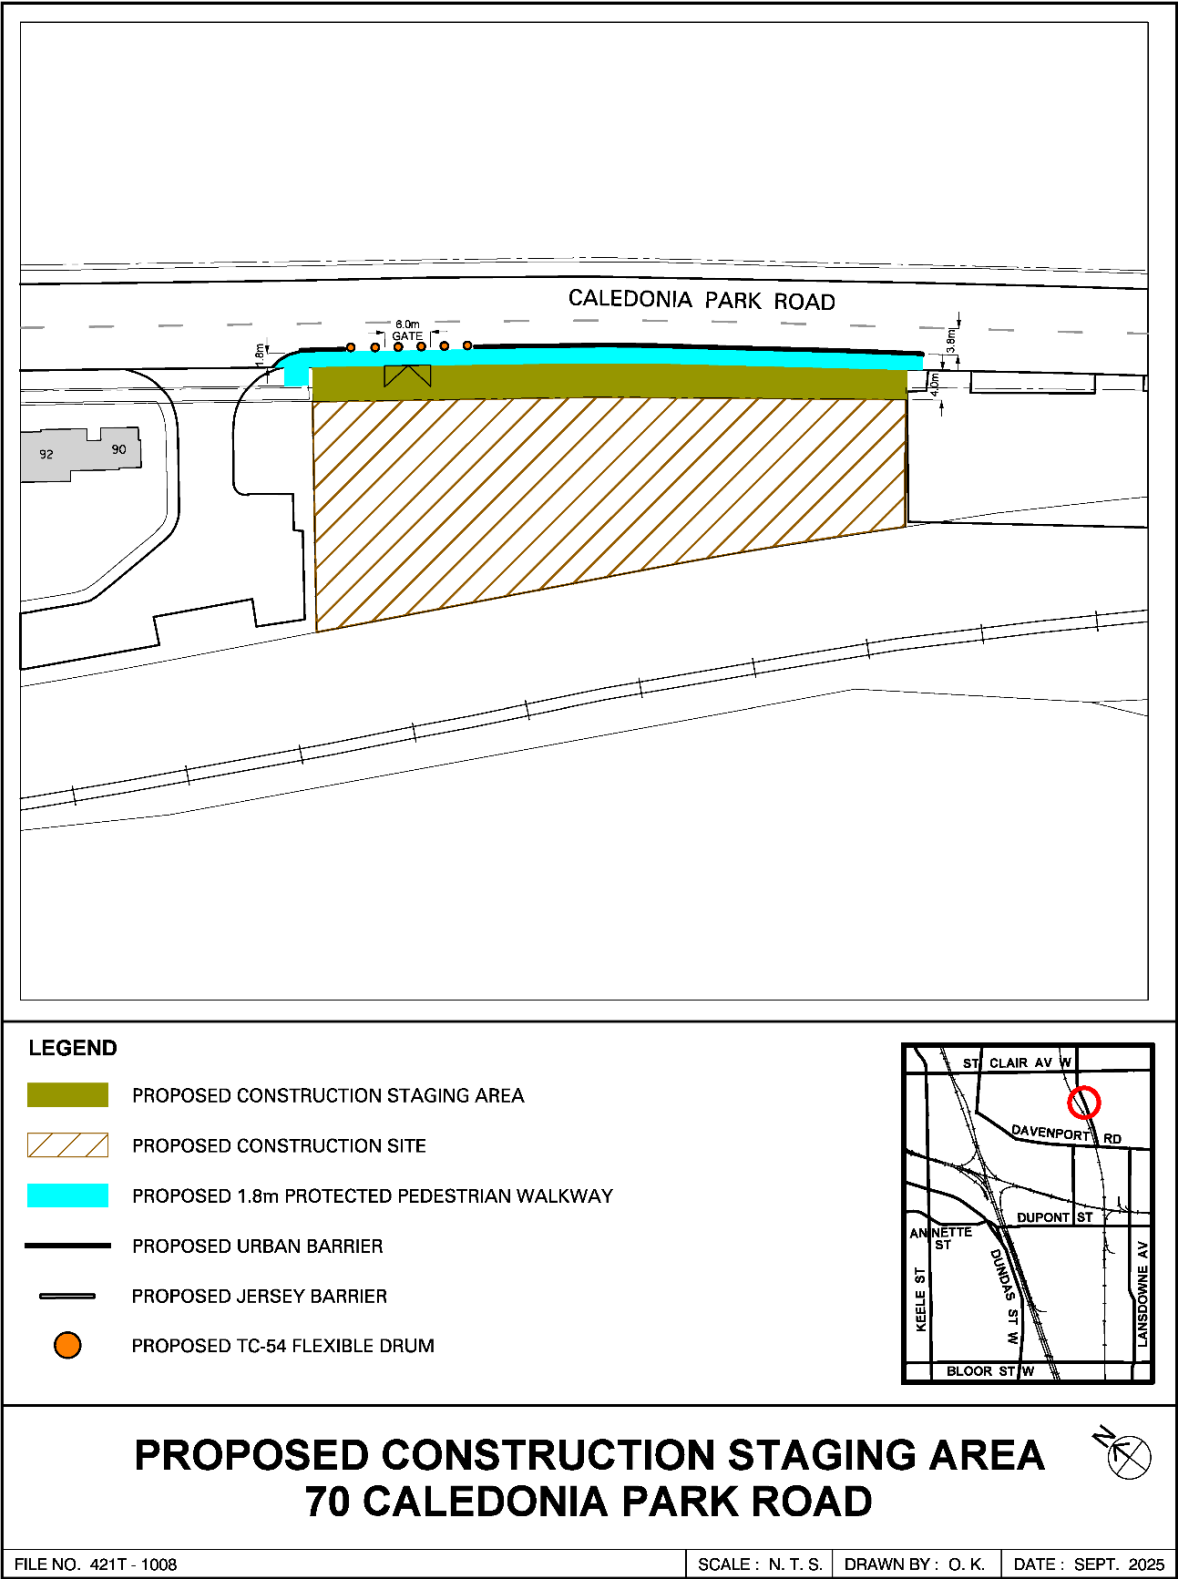 CALEDONIA PARK ROAD
6.0m
GATE
1.8m
3.8m
4.0m
92
90
LEGEND
PROPOSED CONSTRUCTION STAGING AREA
PROPOSED CONSTRUCTION SITE
PROPOSED 1.8m PROTECTED PEDESTRIAN WALKWAY
PROPOSED URBAN BARRIER
PROPOSED JERSEY BARRIER
PROPOSED TC-54 FLEXIBLE DRUM
ST CLAIR AV W
DAVENPORT RD
DUPONT ST
ANNETTE
ST
KEELE ST
DUNDAS ST W
LANSDOWNE AV
BLOOR ST W
PROPOSED CONSTRUCTION STAGING AREA
70 CALEDONIA PARK ROAD
N
FILE NO. 421T - 1008
SCALE : N. T. S.
DRAWN BY : O. K.
DATE : SEPT. 2025